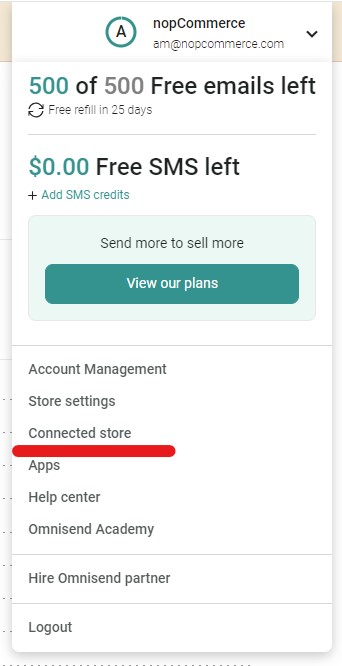 A
nopCommerce
am@nopcommerce.com
500 of 500 Free emails left
Free refill in 25 days
$0.00 Free SMS left
+ Add SMS credits
Send more to sell more
View our plans
Account Management
Store settings
Connected store
Apps
Help center
Omnisend Academy
Hire Omnisend partner
Logout